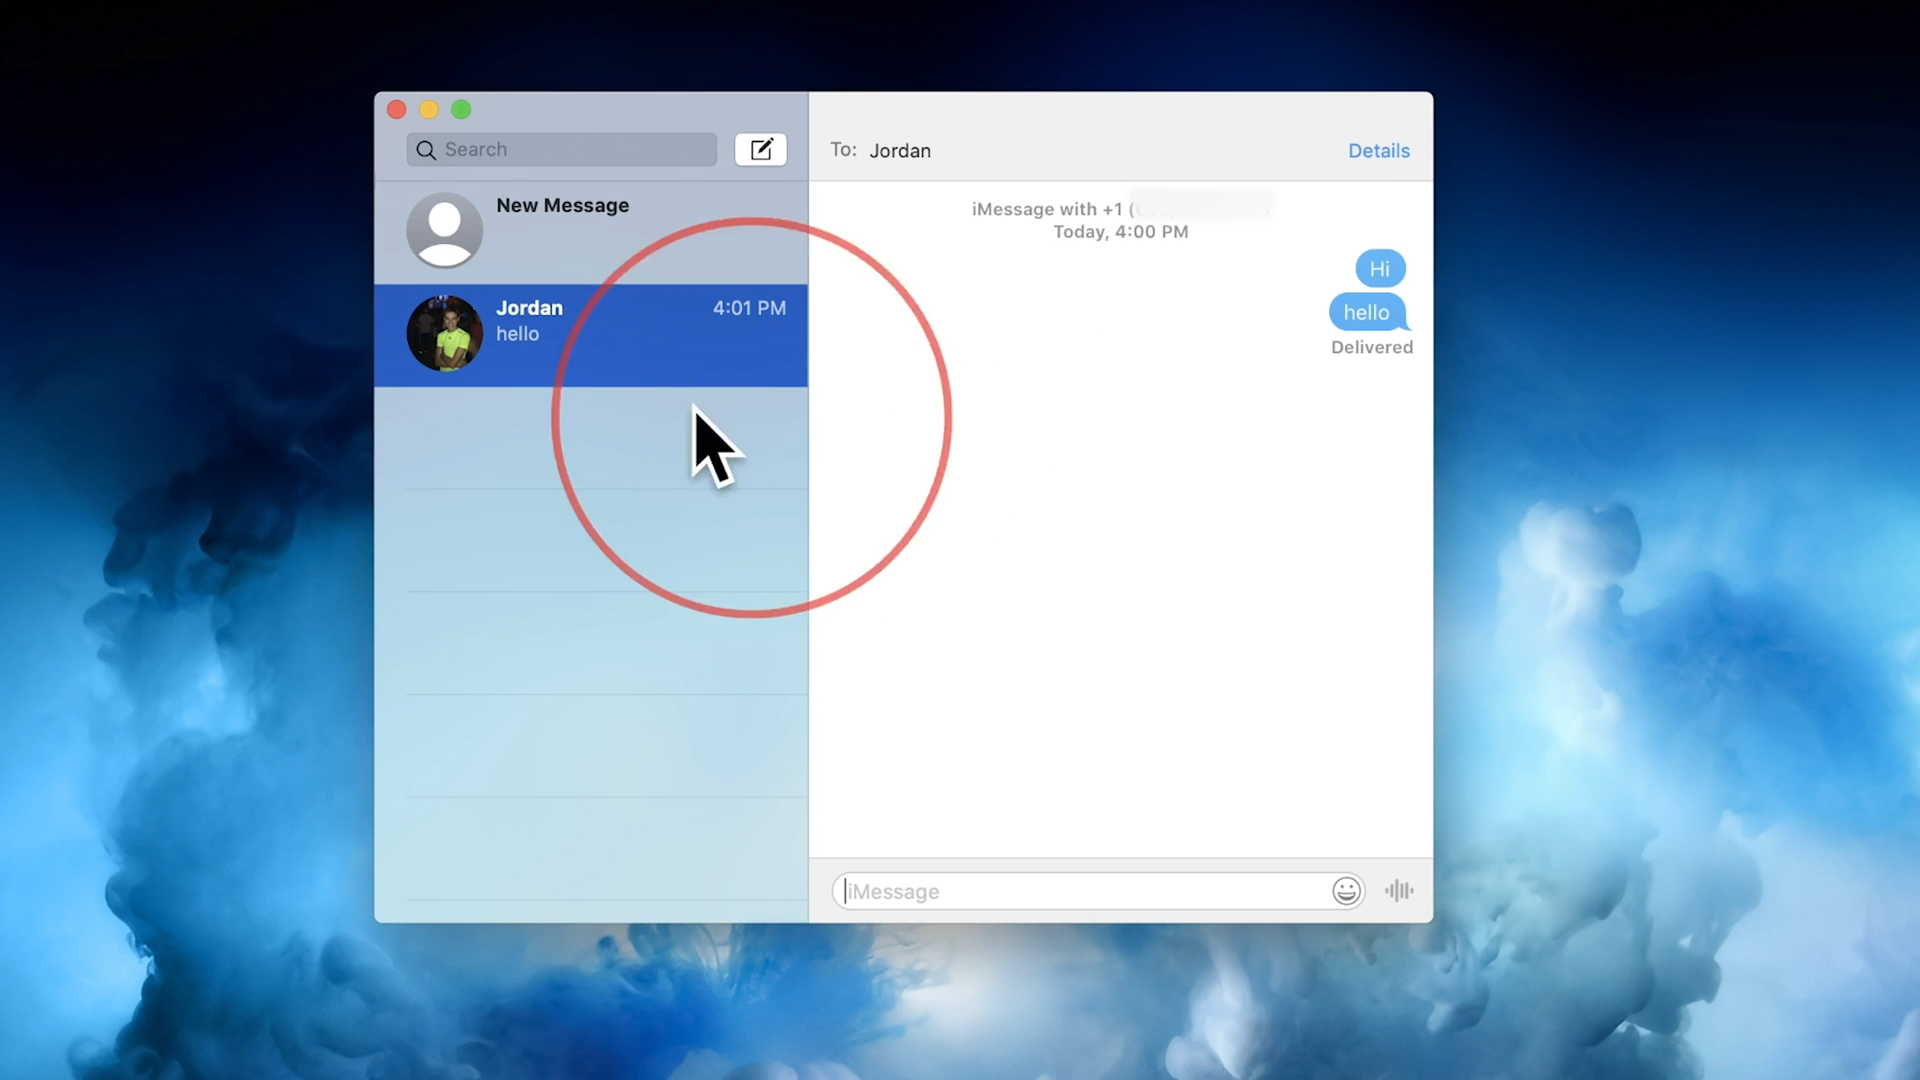 Search
To: Jordan
Details
New Message
iMessage with +1 (
Today, 4:00 PM
Hi
Jordan 4:01 PM
hello
hello
Delivered
iMessage